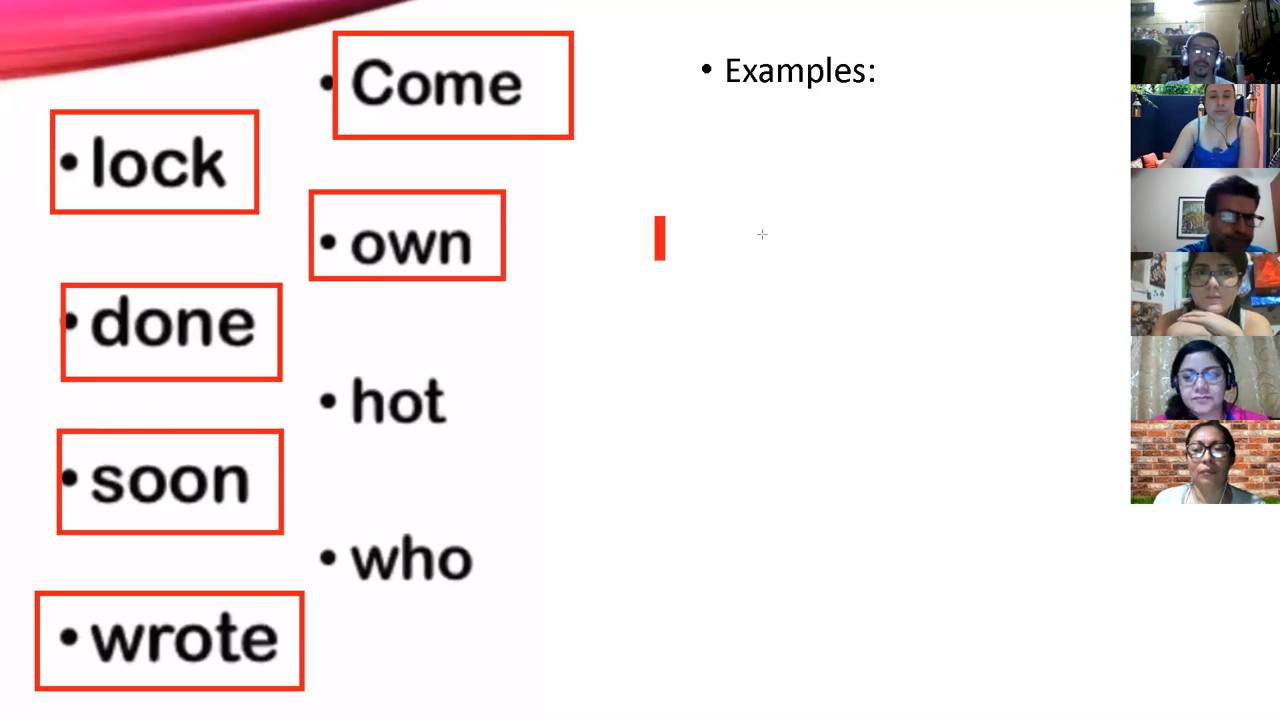 • lock
• done
• soon
• wrote
• Come
• own
• hot
• who
• Examples: